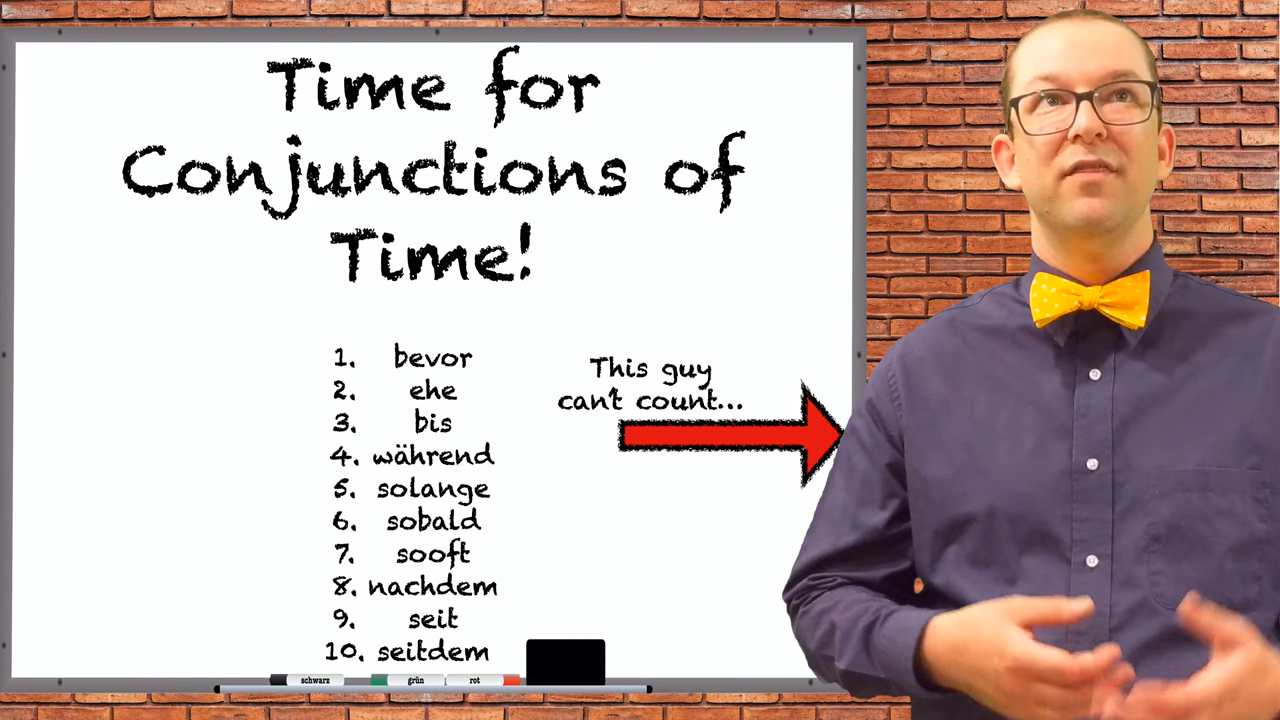 Time for
Conjunctions of
Time!
1. bevor
2. ehe
3. bis
4. während
5. solange
6. sobald
7. sooft
8. nachdem
9. seit
10. seitdem
This guy
can't count...
schwarz
grün
rot